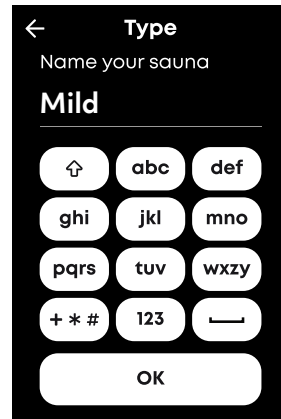 Type
Name your sauna
Mild
abc def
ghi jkl mno
pqrs tuv wxzy
+ * # 123
OK